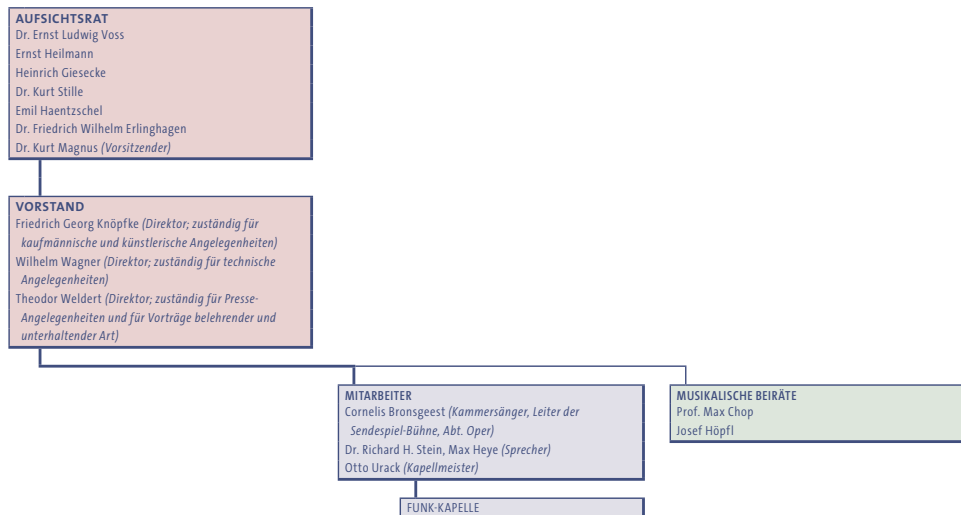 AUFSICHTSRAT
Dr. Ernst Ludwig Voss
Ernst Heilmann
Heinrich Giesecke
Dr. Kurt Stille
Emil Haentzschel
Dr. Friedrich Wilhelm Erlinghagen
Dr. Kurt Magnus (Vorsitzender)
VORSTAND
Friedrich Georg Knöpfke (Direktor; zuständig für
kaufmännische und künstlerische Angelegenheiten)
Wilhelm Wagner (Direktor; zuständig für technische
Angelegenheiten)
Theodor Weldert (Direktor; zuständig für Presse-
Angelegenheiten und für Vorträge belehrender und
unterhaltender Art)
MITARBEITER
Cornelis Bronsgeest (Kammersänger, Leiter der
Sendespiel-Bühne, Abt. Oper)
Dr. Richard H. Stein, Max Heye (Sprecher)
Otto Urack (Kapellmeister)
MUSIKALISCHE BEIRÄTE
Prof. Max Chop
Josef Höpfl
FUNK-KAPELLE